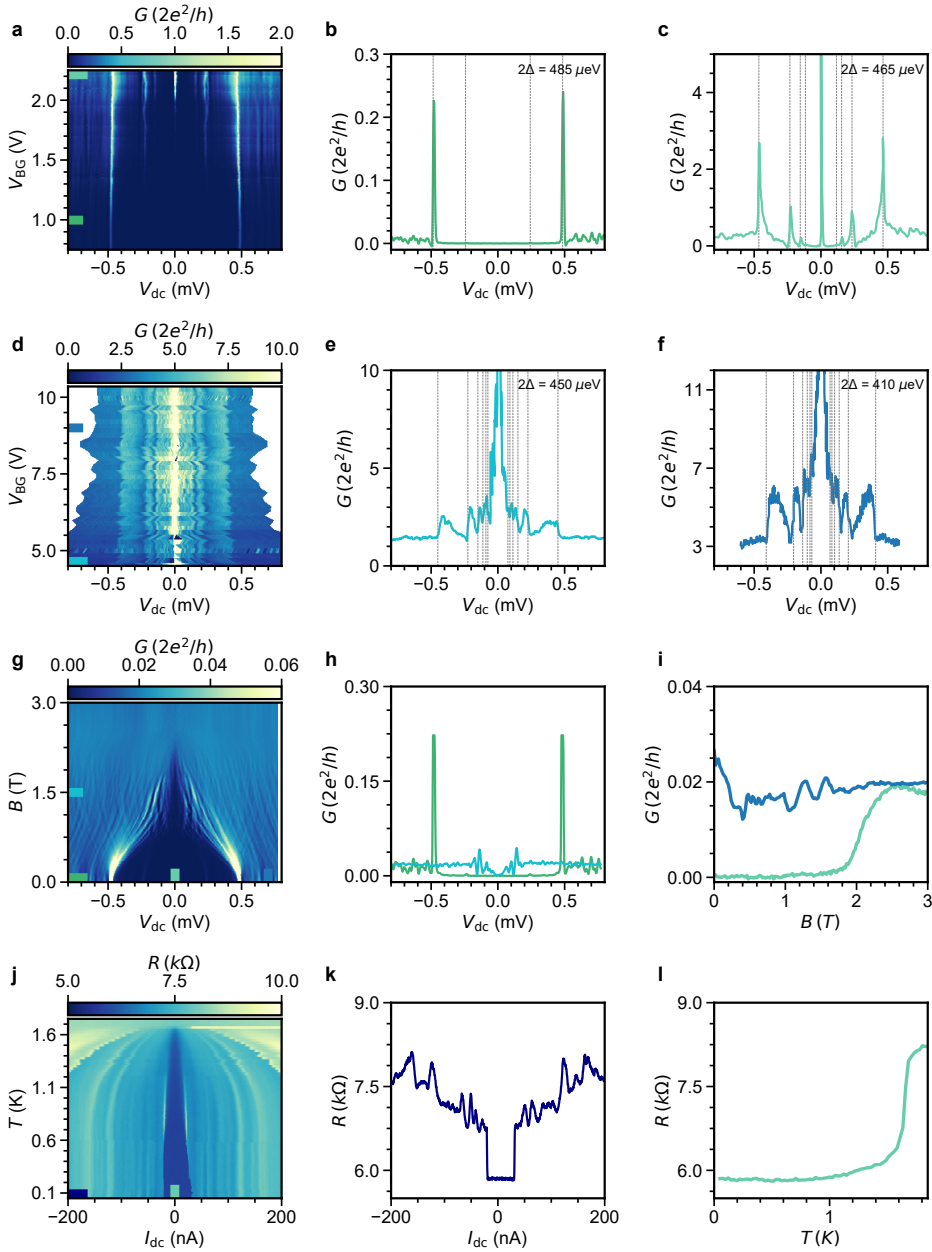 a
G (2e²/h)
0.0 0.4 0.8 1.2 1.6 2.0
V_BG (V)
2.0
1.5
1.0
−0.5 0.0 0.5
V_dc (mV)
b
2Δ = 485 μeV
G (2e²/h)
0.3
0.2
0.1
0.0
−0.5 0.0 0.5
V_dc (mV)
c
2Δ = 465 μeV
G (2e²/h)
4
2
0
−0.5 0.0 0.5
V_dc (mV)
d
G (2e²/h)
0.0 2.5 5.0 7.5 10.0
V_BG (V)
10
7.5
5.0
−0.5 0.0 0.5
V_dc (mV)
e
2Δ = 450 μeV
G (2e²/h)
10
5
0
−0.5 0.0 0.5
V_dc (mV)
f
2Δ = 410 μeV
G (2e²/h)
11
9
6
3
−0.5 0.0 0.5
V_dc (mV)
g
G (2e²/h)
0.00 0.02 0.04 0.06
B (T)
3.0
1.5
0.0
−0.5 0.0 0.5
V_dc (mV)
h
G (2e²/h)
0.30
0.15
0.00
−0.5 0.0 0.5
V_dc (mV)
i
G (2e²/h)
0.04
0.02
0.00
0 1 2 3
B (T)
j
R (kΩ)
5.0 7.5 10.0
T (K)
1.6
1.1
0.6
0.1
−200 0 200
I_dc (nA)
k
R (kΩ)
9.0
7.5
6.0
−200 0 200
I_dc (nA)
l
R (kΩ)
9.0
7.5
6.0
0 1
T (K)